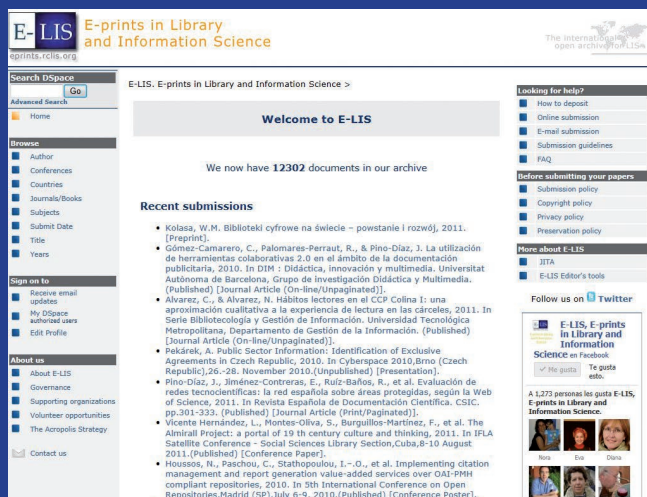 E-LIS
eprints.rclis.org
E-prints in Library
and Information Science
The international
open archive for LIS
Search DSpace
Go
Advanced Search
Home
Browse
Author
Conferences
Countries
Journals/Books
Subjects
Submit Date
Title
Years
Sign on to
Receive email
updates
My DSpace
authorized users
Edit Profile
About us
About E-LIS
Governance
Supporting organizations
Volunteer opportunities
The Acropolis Strategy
Contact us
E-LIS. E-prints in Library and Information Science >
Welcome to E-LIS
We now have 12302 documents in our archive
Recent submissions
• Kolasa, W.M. Biblioteki cyfrowe na świecie – powstanie i rozwój, 2011.
[Preprint].
• Gómez-Camarero, C., Palomares-Perraut, R., & Pino-Díaz, J. La utilización
de herramientas colaborativas 2.0 en el ámbito de la documentación
publicitaria, 2010. In DIM : Didáctica, innovación y multimedia. Universitat
Autònoma de Barcelona, Grupo de investigación Didáctica y Multimedia.
(Published) [Journal Article (On-line/Unpaginated)].
• Alvarez, C., & Alvarez, N. Hábitos lectores en el CCP Colina I: una
aproximación cualitativa a la experiencia de lectura en las cárceles, 2011. In
Serie Bibliotecología y Gestión de Información. Universidad Tecnológica
Metropolitana, Departamento de Gestión de la Información. (Published)
[Journal Article (On-line/Unpaginated)].
• Pekárek, A. Public Sector Information: Identification of Exclusive
Agreements in Czech Republic, 2010. In Cyberspace 2010,Brno (Czech
Republic),26.-28. November 2010.(Unpublished) [Presentation].
• Pino-Díaz, J., Jiménez-Contreras, E., Ruíz-Baños, R., et al. Evaluación de
redes tecnocientíficas: la red española sobre áreas protegidas, según la Web
of Science, 2011. In Revista Española de Documentación Científica. CSIC.
pp.301-333. (Published) [Journal Article (Print/Paginated)].
• Vicente Hernández, L., Montes-Oliva, S., Burguillos-Martínez, F., et al. The
Almirall Project: a portal of 19 th century culture and thinking, 2011. In IFLA
Satellite Conference - Social Sciences Library Section,Cuba,8-10 August
2011.(Published) [Conference Paper].
• Houssos, N., Paschou, C., Stathopoulou, I.-.O., et al. Implementing citation
management and report generation value-added services over OAI-PMH
compliant repositories, 2010. In 5th International Conference on Open
Repositories,Madrid (SP),July 6-9, 2010.(Published) [Conference Poster].
Looking for help?
How to deposit
Online submission
E-mail submission
Submission guidelines
FAQ
Before submitting your papers
Submission policy
Copyright policy
Privacy policy
Preservation policy
More about E-LIS
JITA
E-LIS Editor's tools
Follow us on Twitter
E-LIS, E-prints
in Library and
Information
Science en Facebook
Me gusta
Te gusta
esto.
A 1,273 personas les gusta E-LIS,
E-prints in Library and
Information Science.
Nora
Eva
Diana